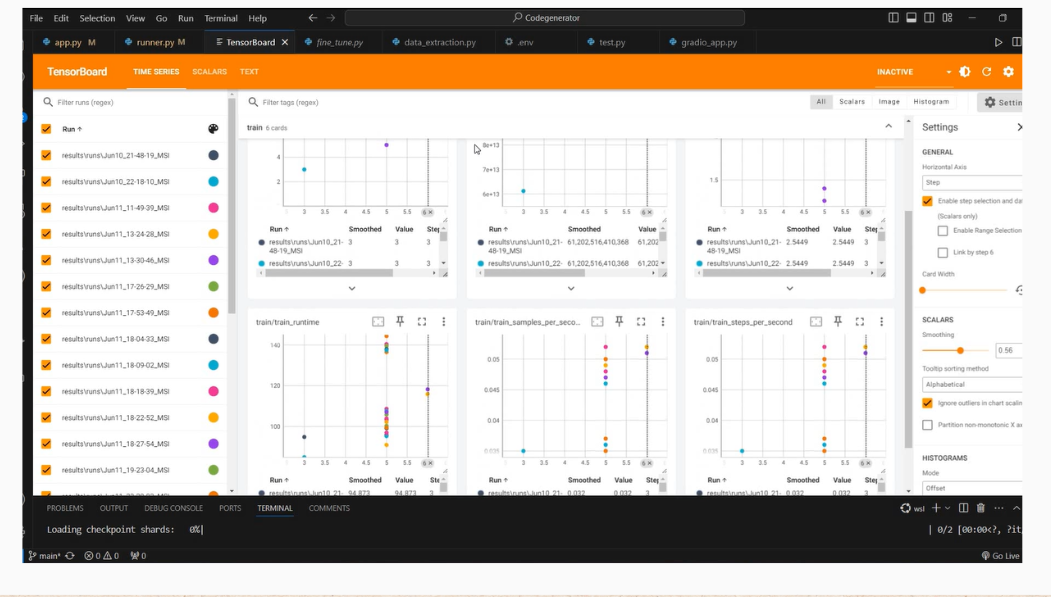 File Edit Selection View Go Run Terminal Help
Codegenerator
app.py M
runner.py M
TensorBoard
fine_tune.py
data_extraction.py
.env
test.py
gradio_app.py
TensorBoard TIME SERIES SCALARS TEXT INACTIVE
Filter runs (regex)
Run
results\runs\Jun10_21-48-19_MSI
results\runs\Jun10_22-18-10_MSI
results\runs\Jun11_11-49-39_MSI
results\runs\Jun11_13-24-28_MSI
results\runs\Jun11_13-30-46_MSI
results\runs\Jun11_17-26-29_MSI
results\runs\Jun11_17-53-49_MSI
results\runs\Jun11_18-04-33_MSI
results\runs\Jun11_18-09-02_MSI
results\runs\Jun11_18-18-39_MSI
results\runs\Jun11_18-22-52_MSI
results\runs\Jun11_18-27-54_MSI
results\runs\Jun11_19-23-04_MSI
Filter tags (regex)
All Scalars Image Histogram
train 6 cards
4
2
3 3.5 4 4.5 5 5.5 6
Run Smoothed Value Step
results\runs\Jun10_21-48-19_MSI 3 3 3
results\runs\Jun10_22- 3 3 3
8e+13
7e+13
6e+13
3 3.5 4 4.5 5 5.5 6
Run Smoothed Value
results\runs\Jun10_21-48-19_MSI 61,202,516,410,368 61,202
results\runs\Jun10_22- 61,202,516,410,368 61,202
1.5
3 3.5 4 4.5 5 5.5 6
Run Smoothed Value Step
results\runs\Jun10_21-48-19_MSI 2.5449 2.5449 3
results\runs\Jun10_22- 2.5449 2.5449 3
train/train_runtime
140
120
100
3 3.5 4 4.5 5 5.5 6
Run Smoothed Value Step
results\runs\Jun10_21- 94.873 94.873 3
train/train_samples_per_seco...
0.05
0.045
0.04
0.035
3 3.5 4 4.5 5 5.5 6
Run Smoothed Value Step
results\runs\Jun10_21- 0.032 0.032 3
train/train_steps_per_second
0.05
0.045
0.04
0.035
3 3.5 4 4.5 5 5.5 6
Run Smoothed Value Step
results\runs\Jun10_21- 0.032 0.032 3
Settin
Settings
GENERAL
Horizontal Axis
Step
Enable step selection and da
(Scalars only)
Enable Range Selection
Link by step 6
Card Width
SCALARS
Smoothing
0.56
Tooltip sorting method
Alphabetical
Ignore outliers in chart scalin
Partition non-monotonic X a
HISTOGRAMS
Mode
Offset
PROBLEMS OUTPUT DEBUG CONSOLE PORTS TERMINAL COMMENTS
wsl
Loading checkpoint shards: 0%| | 0/2 [00:00<?, ?it
main* 0 0 0 Go Live